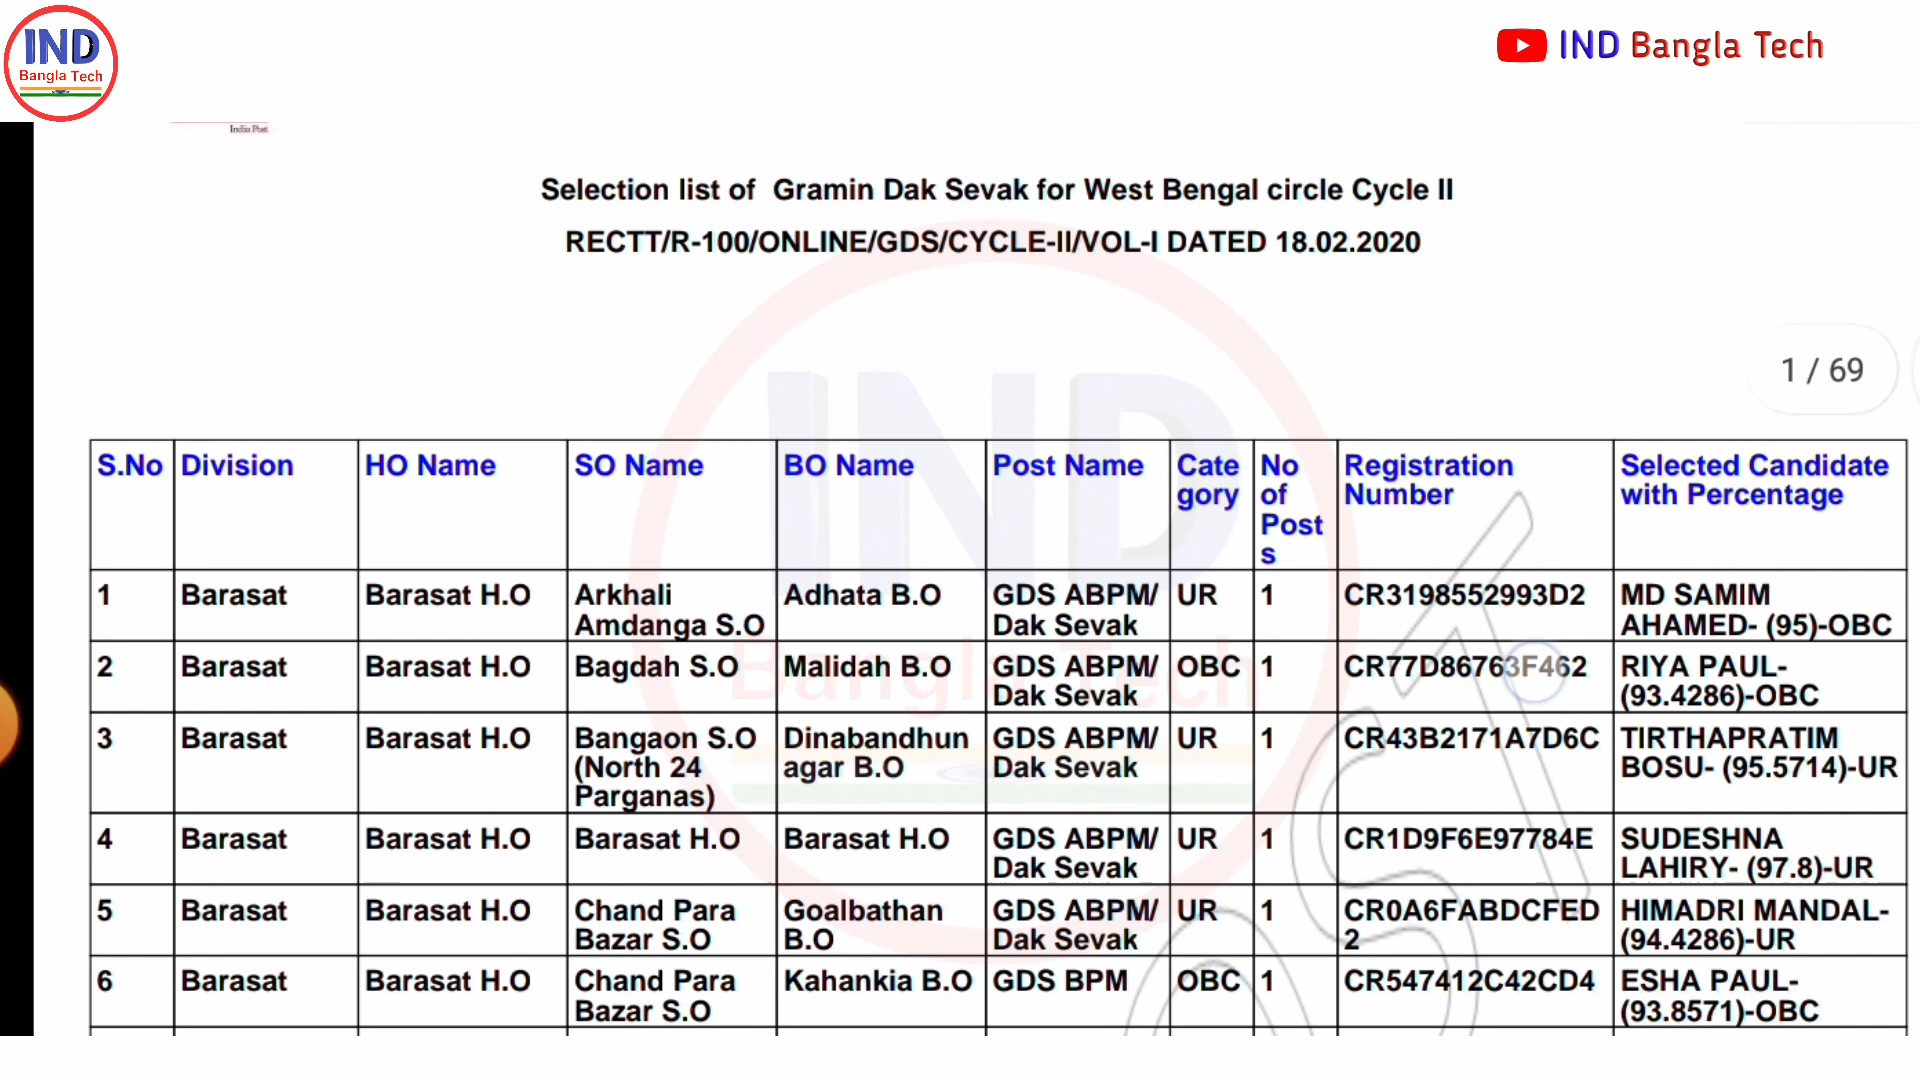 IND
Bangla Tech
IND Bangla Tech
India Post
Selection list of Gramin Dak Sevak for West Bengal circle Cycle II
RECTT/R-100/ONLINE/GDS/CYCLE-II/VOL-I DATED 18.02.2020
1 / 69
IND
Bangla Tech
S.No Division HO Name SO Name BO Name Post Name Cate No Registration Selected Candidate
gory of Number with Percentage
Post
s
1 Barasat Barasat H.O Arkhali Adhata B.O GDS ABPM/ UR 1 CR3198552993D2 MD SAMIM
Amdanga S.O Dak Sevak AHAMED- (95)-OBC
2 Barasat Barasat H.O Bagdah S.O Malidah B.O GDS ABPM/ OBC 1 CR77D86763F462 RIYA PAUL-
Dak Sevak (93.4286)-OBC
3 Barasat Barasat H.O Bangaon S.O Dinabandhun GDS ABPM/ UR 1 CR43B2171A7D6C TIRTHAPRATIM
(North 24 agar B.O Dak Sevak BOSU- (95.5714)-UR
Parganas)
4 Barasat Barasat H.O Barasat H.O Barasat H.O GDS ABPM/ UR 1 CR1D9F6E97784E SUDESHNA
Dak Sevak LAHIRY- (97.8)-UR
5 Barasat Barasat H.O Chand Para Goalbathan GDS ABPM/ UR 1 CR0A6FABDCFED HIMADRI MANDAL-
Bazar S.O B.O Dak Sevak 2 (94.4286)-UR
6 Barasat Barasat H.O Chand Para Kahankia B.O GDS BPM OBC 1 CR547412C42CD4 ESHA PAUL-
Bazar S.O (93.8571)-OBC